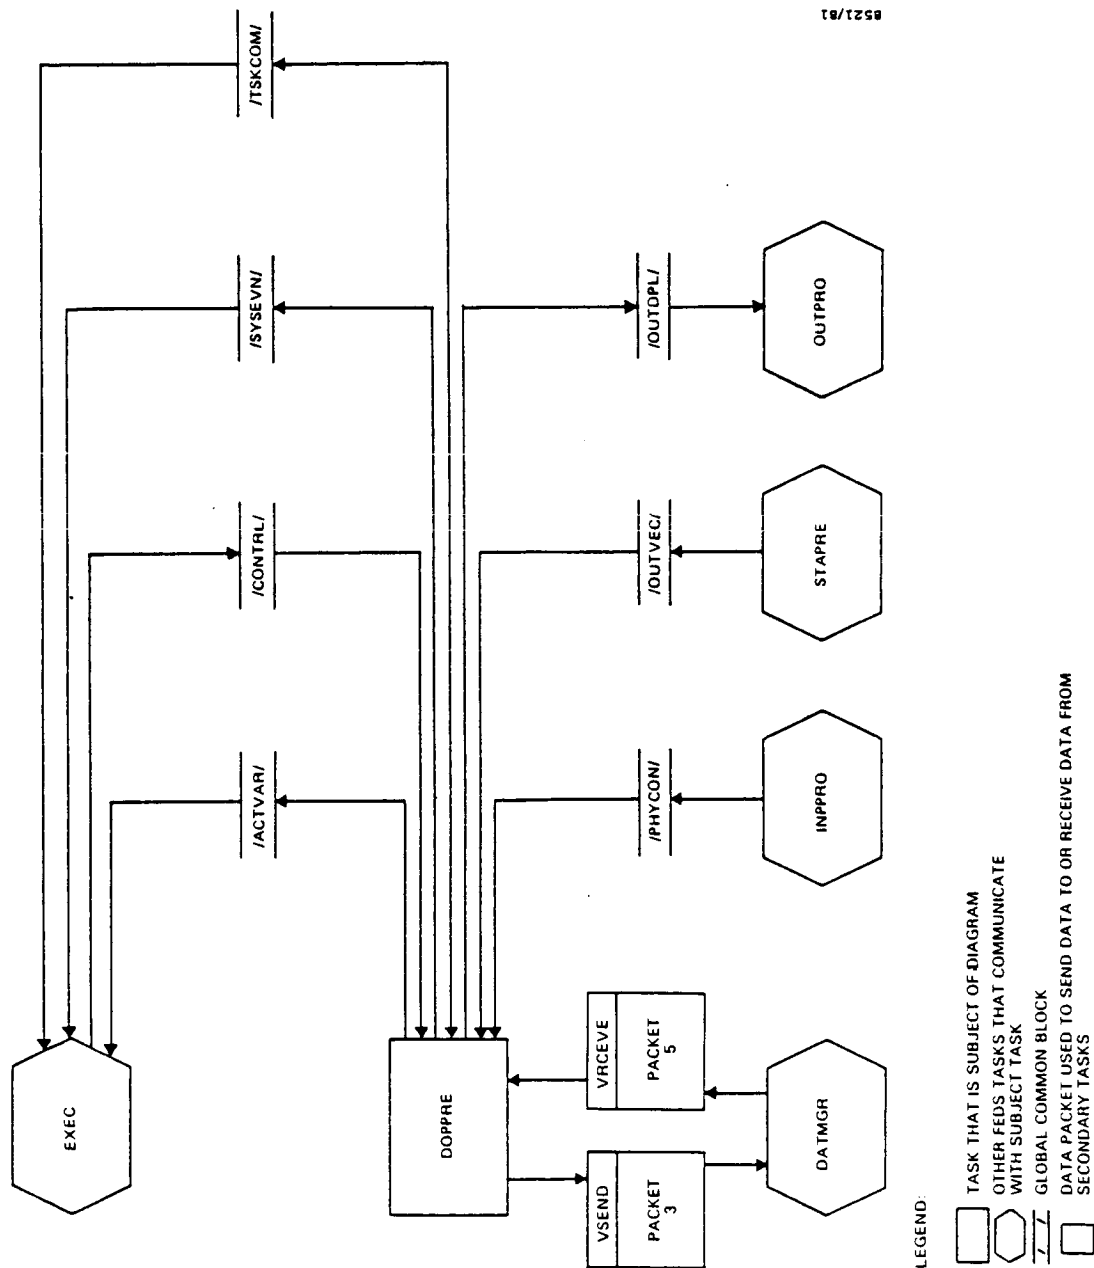 EXEC
/ACTVAR/
/CONTRL/
/SYSEVN/
/TSKCOM/
DOPPRE
VSEND
PACKET
3
VRCEVE
PACKET
5
/PHYCON/
/OUTVEC/
/OUTDPL/
DATMGR
INPPRO
STAPRE
OUTPRO
8521/81
LEGEND:
TASK THAT IS SUBJECT OF DIAGRAM
OTHER FEDS TASKS THAT COMMUNICATE
WITH SUBJECT TASK
/ / GLOBAL COMMON BLOCK
DATA PACKET USED TO SEND DATA TO OR RECEIVE DATA FROM
SECONDARY TASKS